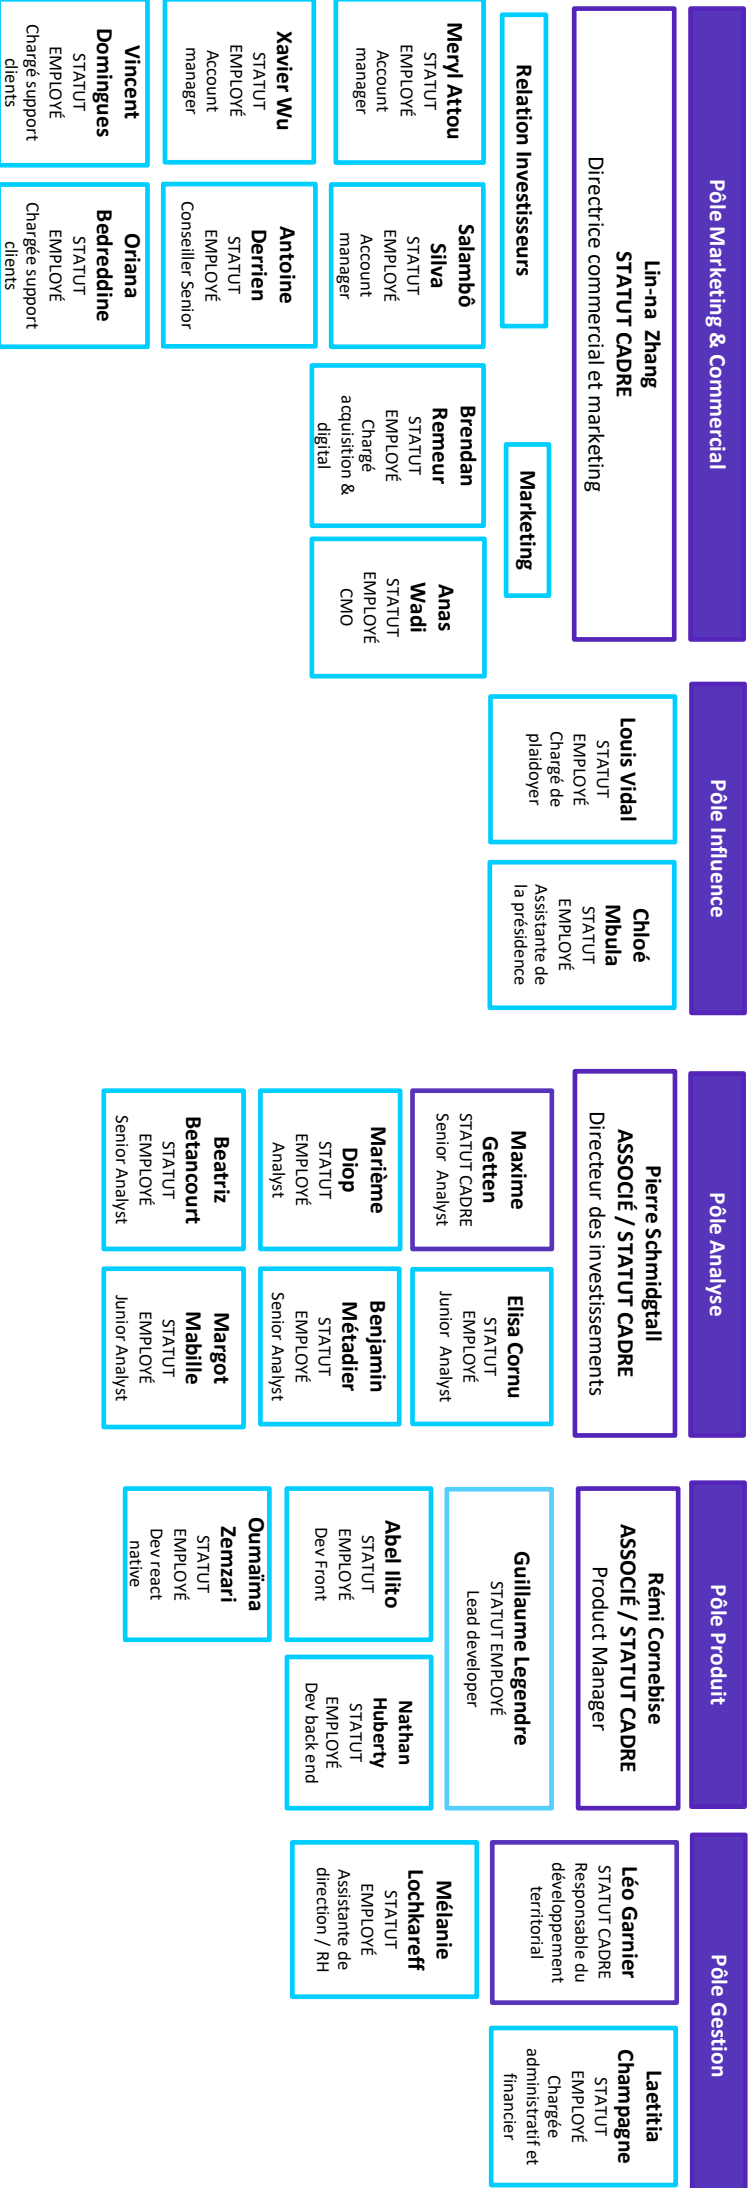 Pôle Marketing & Commercial
Lin-na Zhang
STATUT CADRE
Directrice commercial et marketing
Relation Investisseurs
Meryl Attou
STATUT
EMPLOYÉ
Account
manager
Salambô
Silva
STATUT
EMPLOYÉ
Account
manager
Xavier Wu
STATUT
EMPLOYÉ
Account
manager
Antoine
Derrien
STATUT
EMPLOYÉ
Conseiller Senior
Vincent
Domingues
STATUT
EMPLOYÉ
Chargé support
clients
Oriana
Bedreddine
STATUT
EMPLOYÉ
Chargée support
clients
Marketing
Brendan
Remeur
STATUT
EMPLOYÉ
Chargé
acquisition &
digital
Anas
Wadi
STATUT
EMPLOYÉ
CMO
Pôle Influence
Louis Vidal
STATUT
EMPLOYÉ
Chargé de
plaidoyer
Chloé
Mbula
STATUT
EMPLOYÉ
Assistante de
la présidence
Pôle Analyse
Pierre Schmidgtall
ASSOCIÉ / STATUT CADRE
Directeur des investissements
Maxime
Getten
STATUT CADRE
Senior Analyst
Elisa Cornu
STATUT
EMPLOYÉ
Junior Analyst
Marième
Diop
STATUT
EMPLOYÉ
Analyst
Benjamin
Métadier
STATUT
EMPLOYÉ
Senior Analyst
Beatriz
Betancourt
STATUT
EMPLOYÉ
Senior Analyst
Margot
Mabille
STATUT
EMPLOYÉ
Junior Analyst
Pôle Produit
Rémi Cornebise
ASSOCIÉ / STATUT CADRE
Product Manager
Guillaume Legendre
STATUT EMPLOYÉ
Lead developer
Abel Ilito
STATUT
EMPLOYÉ
Dev Front
Nathan
Huberty
STATUT
EMPLOYÉ
Dev back end
Oumaïma
Zemzari
STATUT
EMPLOYÉ
Dev react
native
Pôle Gestion
Léo Garnier
STATUT CADRE
Responsable du
développement
territorial
Laetitia
Champagne
STATUT
EMPLOYÉ
Chargée
administratif et
financier
Mélanie
Lochkareff
STATUT
EMPLOYÉ
Assistante de
direction / RH